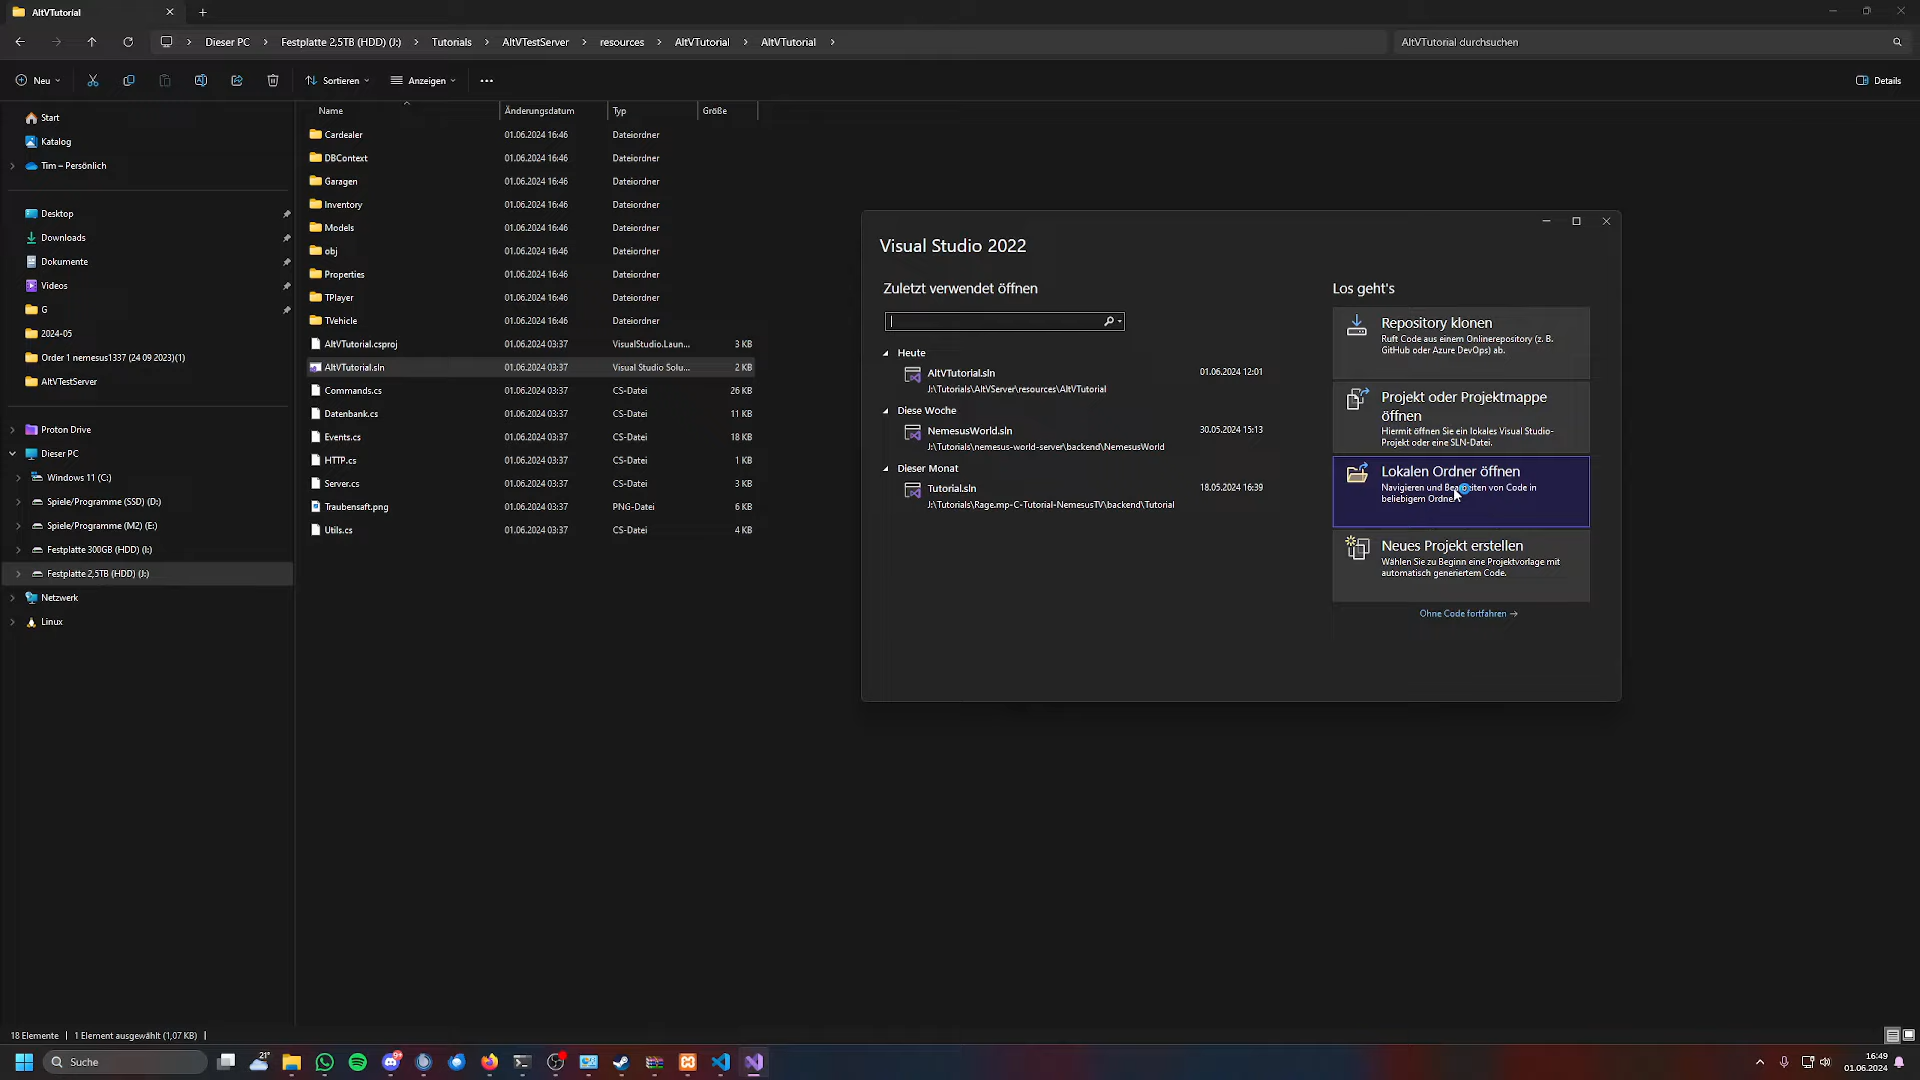 AltVTutorial
Dieser PC
Festplatte 2,5TB (HDD) (J:)
Tutorials
AltVTestServer
resources
AltVTutorial
AltVTutorial
AltVTutorial durchsuchen
Neu
Sortieren
Anzeigen
Details
Start
Katalog
Tim – Persönlich
Desktop
Downloads
Dokumente
Videos
G
2024-05
Order 1 nemesus1337 (24 09 2023)(1)
AltVTestServer
Proton Drive
Dieser PC
Windows 11 (C:)
Spiele/Programme (SSD) (D:)
Spiele/Programme (M2) (E:)
Festplatte 300GB (HDD) (I:)
Festplatte 2,5TB (HDD) (J:)
Netzwerk
Linux
Name Änderungsdatum Typ Größe
Cardealer 01.06.2024 16:46 Dateiordner
DBContext 01.06.2024 16:46 Dateiordner
Garagen 01.06.2024 16:46 Dateiordner
Inventory 01.06.2024 16:46 Dateiordner
Models 01.06.2024 16:46 Dateiordner
obj 01.06.2024 16:46 Dateiordner
Properties 01.06.2024 16:46 Dateiordner
TPlayer 01.06.2024 16:46 Dateiordner
TVehicle 01.06.2024 16:46 Dateiordner
AltVTutorial.csproj 01.06.2024 03:37 VisualStudio.Laun... 3 KB
AltVTutorial.sln 01.06.2024 03:37 Visual Studio Solu... 2 KB
Commands.cs 01.06.2024 03:37 CS-Datei 26 KB
Datenbank.cs 01.06.2024 03:37 CS-Datei 11 KB
Events.cs 01.06.2024 03:37 CS-Datei 18 KB
HTTP.cs 01.06.2024 03:37 CS-Datei 1 KB
Server.cs 01.06.2024 03:37 CS-Datei 3 KB
Traubensaft.png 01.06.2024 03:37 PNG-Datei 6 KB
Utils.cs 01.06.2024 03:37 CS-Datei 4 KB
Visual Studio 2022
Zuletzt verwendet öffnen
Heute
AltVTutorial.sln 01.06.2024 12:01
J:\Tutorials\AltVServer\resources\AltVTutorial
Diese Woche
NemesusWorld.sln 30.05.2024 15:13
J:\Tutorials\nemesus-world-server\backend\NemesusWorld
Dieser Monat
Tutorial.sln 18.05.2024 16:39
J:\Tutorials\Rage.mp-C-Tutorial-NemesusTV\backend\Tutorial
Los geht's
Repository klonen
Ruft Code aus einem Onlinerepository (z. B.
GitHub oder Azure DevOps) ab.
Projekt oder Projektmappe
öffnen
Hiermit öffnen Sie ein lokales Visual Studio-
Projekt oder eine SLN-Datei.
Lokalen Ordner öffnen
Navigieren und Bearbeiten von Code in
beliebigem Ordner
Neues Projekt erstellen
Wählen Sie zu Beginn eine Projektvorlage mit
automatisch generiertem Code.
Ohne Code fortfahren →
18 Elemente
1 Element ausgewählt (1,07 KB)
Suche
21°
16:49
01.06.2024